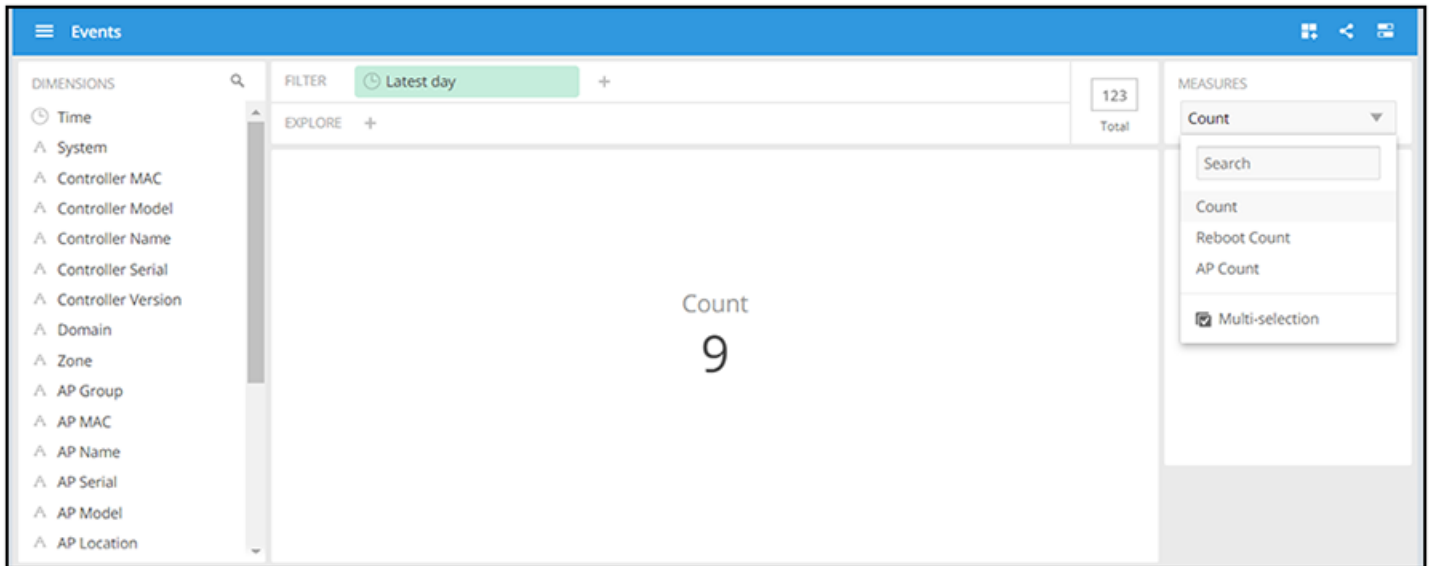 Events
DIMENSIONS
Time
System
Controller MAC
Controller Model
Controller Name
Controller Serial
Controller Version
Domain
Zone
AP Group
AP MAC
AP Name
AP Serial
AP Model
AP Location
FILTER Latest day +
EXPLORE +
123
Total
Count
9
MEASURES
Count
Search
Count
Reboot Count
AP Count
Multi-selection